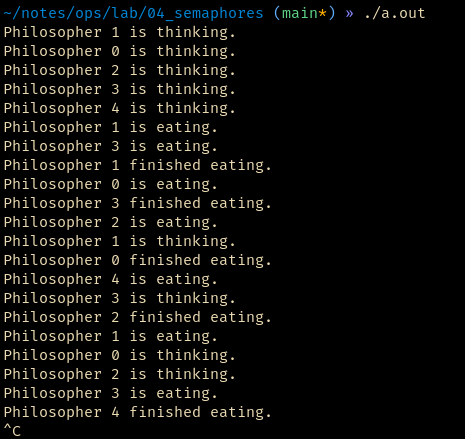 ~/notes/ops/lab/04_semaphores (main*) » ./a.out
Philosopher 1 is thinking.
Philosopher 0 is thinking.
Philosopher 2 is thinking.
Philosopher 3 is thinking.
Philosopher 4 is thinking.
Philosopher 1 is eating.
Philosopher 3 is eating.
Philosopher 1 finished eating.
Philosopher 0 is eating.
Philosopher 3 finished eating.
Philosopher 2 is eating.
Philosopher 1 is thinking.
Philosopher 0 finished eating.
Philosopher 4 is eating.
Philosopher 3 is thinking.
Philosopher 2 finished eating.
Philosopher 1 is eating.
Philosopher 0 is thinking.
Philosopher 2 is thinking.
Philosopher 3 is eating.
Philosopher 4 finished eating.
^C